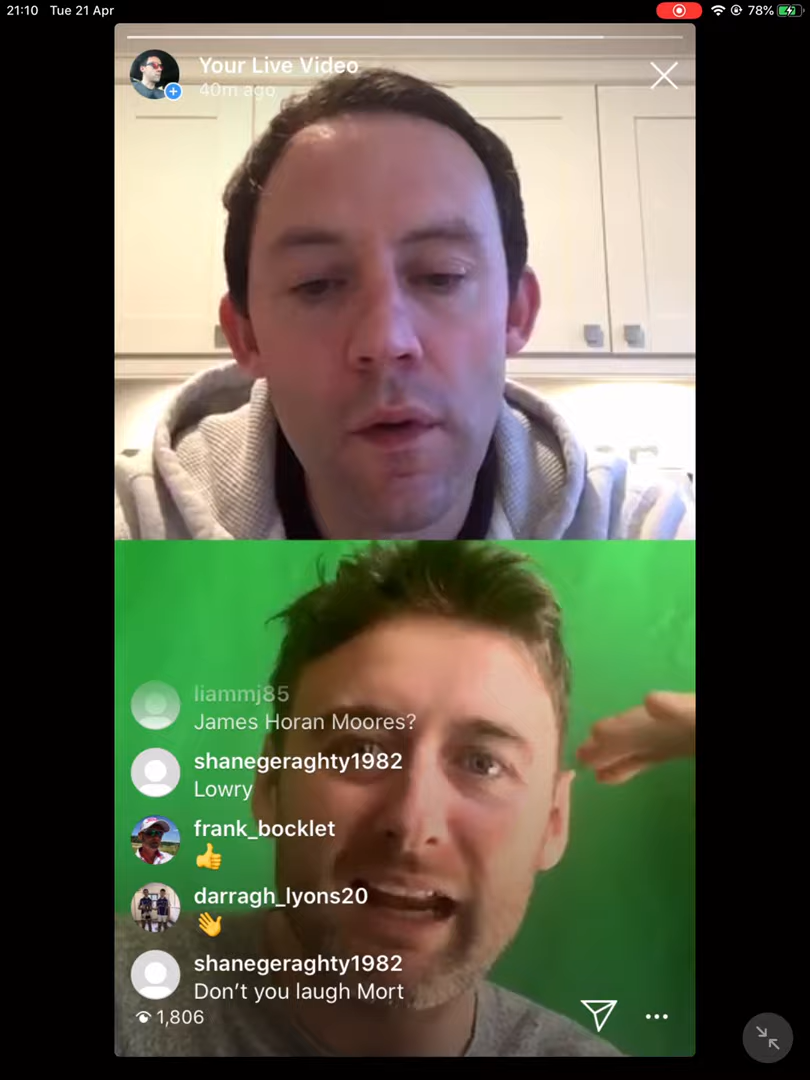 21:10 Tue 21 Apr 78%
Your Live Video
40m ago
liammj85
James Horan Moores?
shanegeraghty1982
Lowry
frank_bocklet
👍
darragh_lyons20
👋
shanegeraghty1982
Don't you laugh Mort
1,806